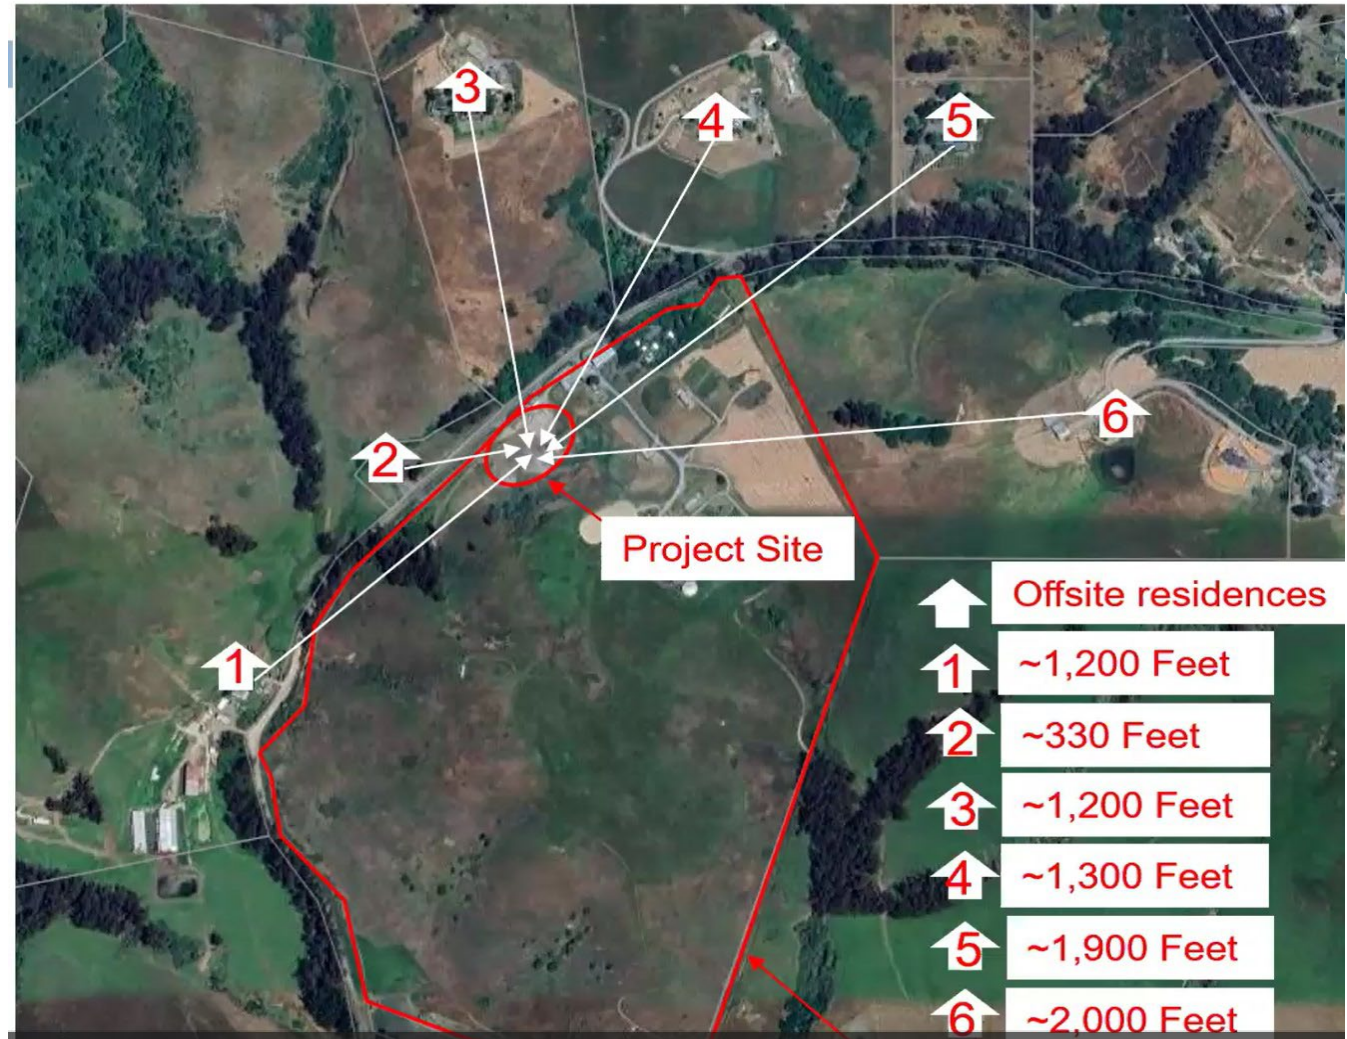 3
4
5
6
2
Project Site
1
Offsite residences
1 ~1,200 Feet
2 ~330 Feet
3 ~1,200 Feet
4 ~1,300 Feet
5 ~1,900 Feet
6 ~2,000 Feet